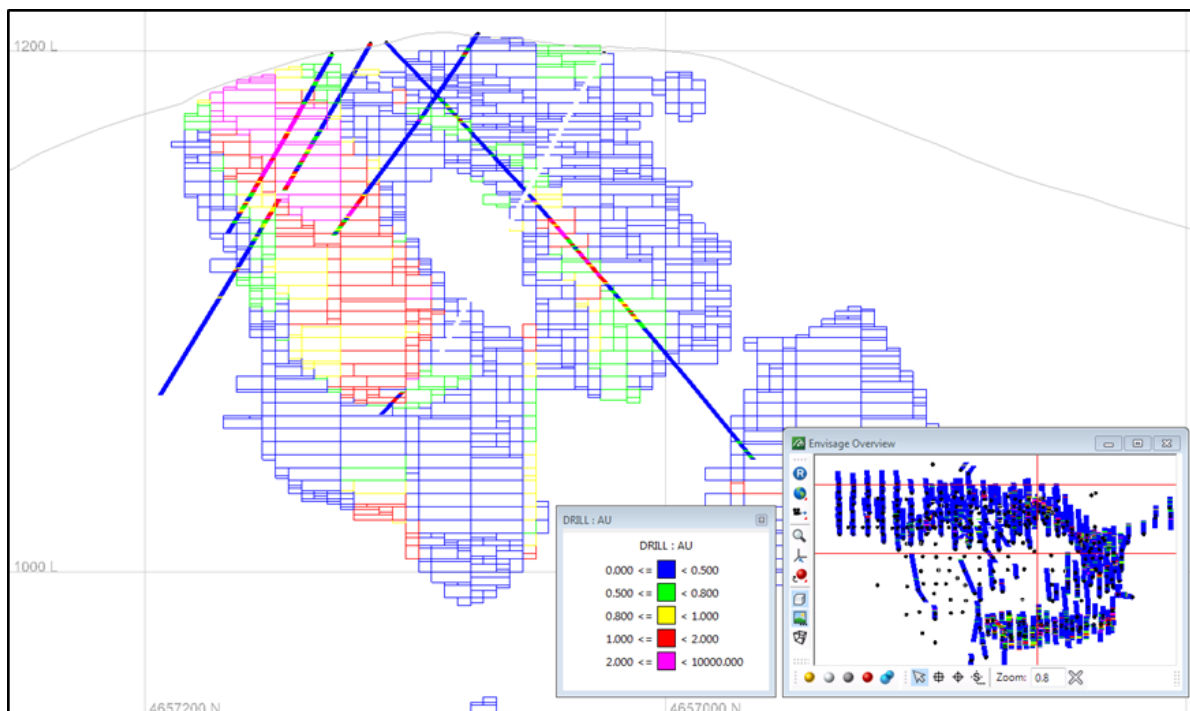 1200 L
Envisage Overview
R
DRILL : AU
DRILL : AU
0.000 <= < 0.500
0.500 <= < 0.800
0.800 <= < 1.000
1.000 <= < 2.000
2.000 <= < 10000.000
1000 L
Zoom: 0.8
4657200 N
4657000 N